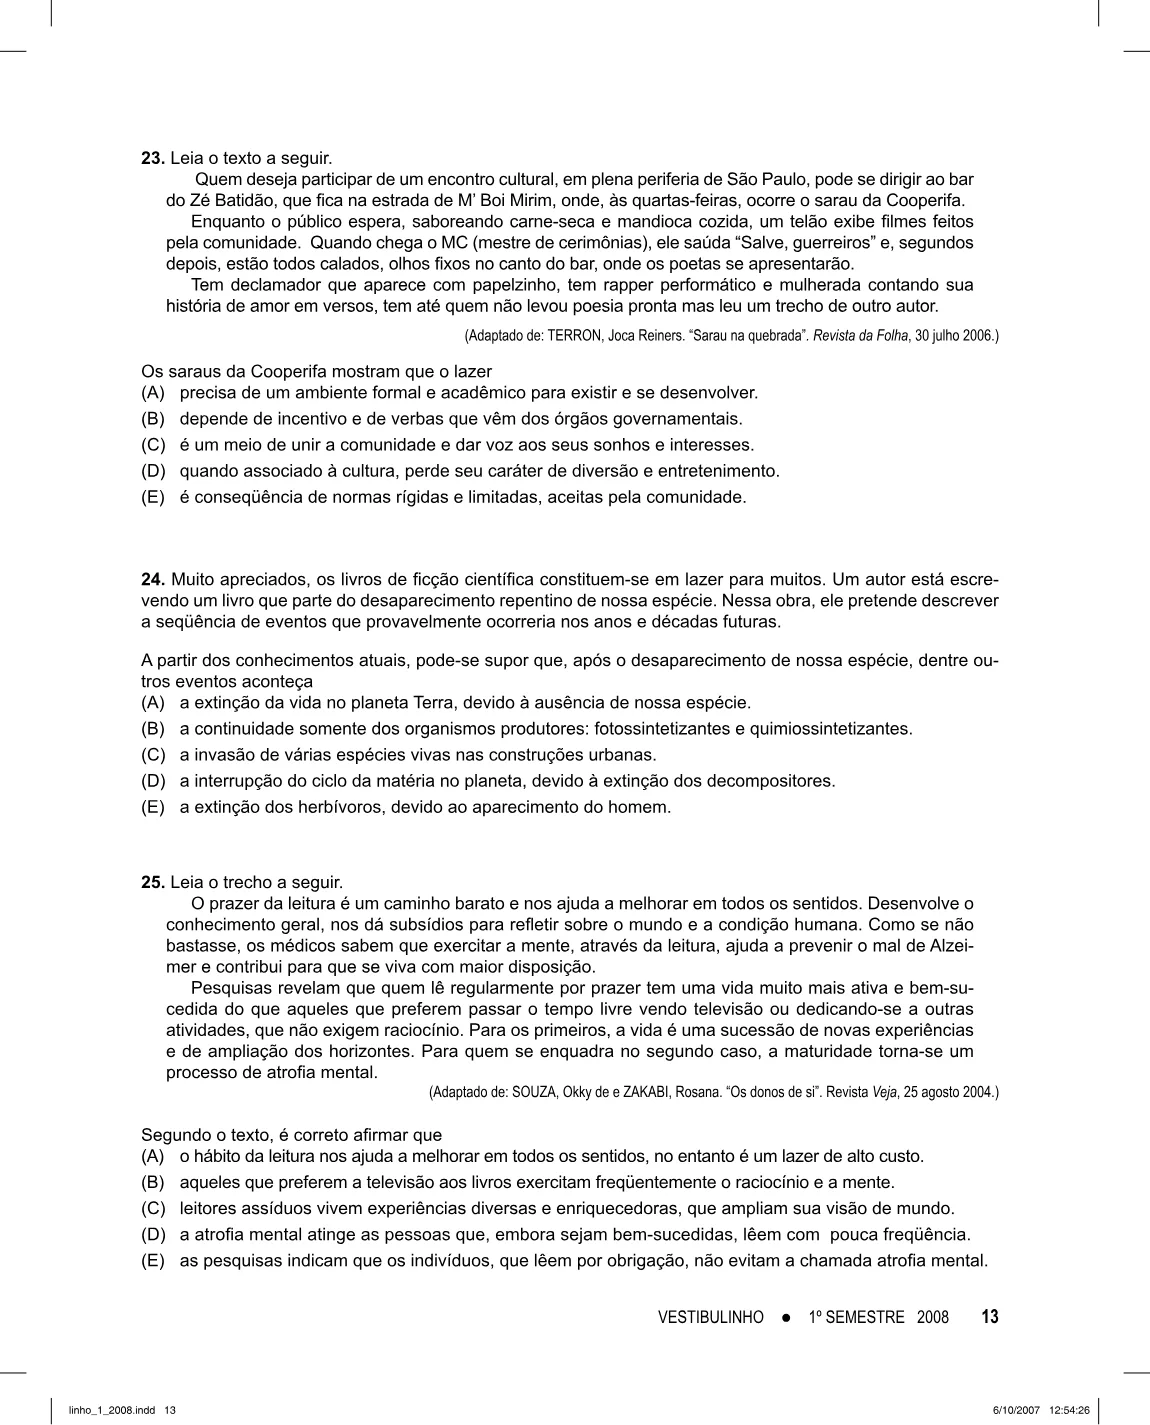 23. Leia o texto a seguir.
Quem deseja participar de um encontro cultural, em plena periferia de São Paulo, pode se dirigir ao bar
do Zé Batidão, que fica na estrada de M’ Boi Mirim, onde, às quartas-feiras, ocorre o sarau da Cooperifa.
Enquanto o público espera, saboreando carne-seca e mandioca cozida, um telão exibe filmes feitos
pela comunidade. Quando chega o MC (mestre de cerimônias), ele saúda “Salve, guerreiros” e, segundos
depois, estão todos calados, olhos fixos no canto do bar, onde os poetas se apresentarão.
Tem declamador que aparece com papelzinho, tem rapper performático e mulherada contando sua
história de amor em versos, tem até quem não levou poesia pronta mas leu um trecho de outro autor.
(Adaptado de: TERRON, Joca Reiners. “Sarau na quebrada”. Revista da Folha, 30 julho 2006.)
Os saraus da Cooperifa mostram que o lazer
(A) precisa de um ambiente formal e acadêmico para existir e se desenvolver.
(B) depende de incentivo e de verbas que vêm dos órgãos governamentais.
(C) é um meio de unir a comunidade e dar voz aos seus sonhos e interesses.
(D) quando associado à cultura, perde seu caráter de diversão e entretenimento.
(E) é conseqüência de normas rígidas e limitadas, aceitas pela comunidade.
24. Muito apreciados, os livros de ficção científica constituem-se em lazer para muitos. Um autor está escre-
vendo um livro que parte do desaparecimento repentino de nossa espécie. Nessa obra, ele pretende descrever
a seqüência de eventos que provavelmente ocorreria nos anos e décadas futuras.
A partir dos conhecimentos atuais, pode-se supor que, após o desaparecimento de nossa espécie, dentre ou-
tros eventos aconteça
(A) a extinção da vida no planeta Terra, devido à ausência de nossa espécie.
(B) a continuidade somente dos organismos produtores: fotossintetizantes e quimiossintetizantes.
(C) a invasão de várias espécies vivas nas construções urbanas.
(D) a interrupção do ciclo da matéria no planeta, devido à extinção dos decompositores.
(E) a extinção dos herbívoros, devido ao aparecimento do homem.
25. Leia o trecho a seguir.
O prazer da leitura é um caminho barato e nos ajuda a melhorar em todos os sentidos. Desenvolve o
conhecimento geral, nos dá subsídios para refletir sobre o mundo e a condição humana. Como se não
bastasse, os médicos sabem que exercitar a mente, através da leitura, ajuda a prevenir o mal de Alzei-
mer e contribui para que se viva com maior disposição.
Pesquisas revelam que quem lê regularmente por prazer tem uma vida muito mais ativa e bem-su-
cedida do que aqueles que preferem passar o tempo livre vendo televisão ou dedicando-se a outras
atividades, que não exigem raciocínio. Para os primeiros, a vida é uma sucessão de novas experiências
e de ampliação dos horizontes. Para quem se enquadra no segundo caso, a maturidade torna-se um
processo de atrofia mental.
(Adaptado de: SOUZA, Okky de e ZAKABI, Rosana. “Os donos de si”. Revista Veja, 25 agosto 2004.)
Segundo o texto, é correto afirmar que
(A) o hábito da leitura nos ajuda a melhorar em todos os sentidos, no entanto é um lazer de alto custo.
(B) aqueles que preferem a televisão aos livros exercitam freqüentemente o raciocínio e a mente.
(C) leitores assíduos vivem experiências diversas e enriquecedoras, que ampliam sua visão de mundo.
(D) a atrofia mental atinge as pessoas que, embora sejam bem-sucedidas, lêem com pouca freqüência.
(E) as pesquisas indicam que os indivíduos, que lêem por obrigação, não evitam a chamada atrofia mental.
VESTIBULINHO ● 1º SEMESTRE 2008 13
linho_1_2008.indd 13 6/10/2007 12:54:26